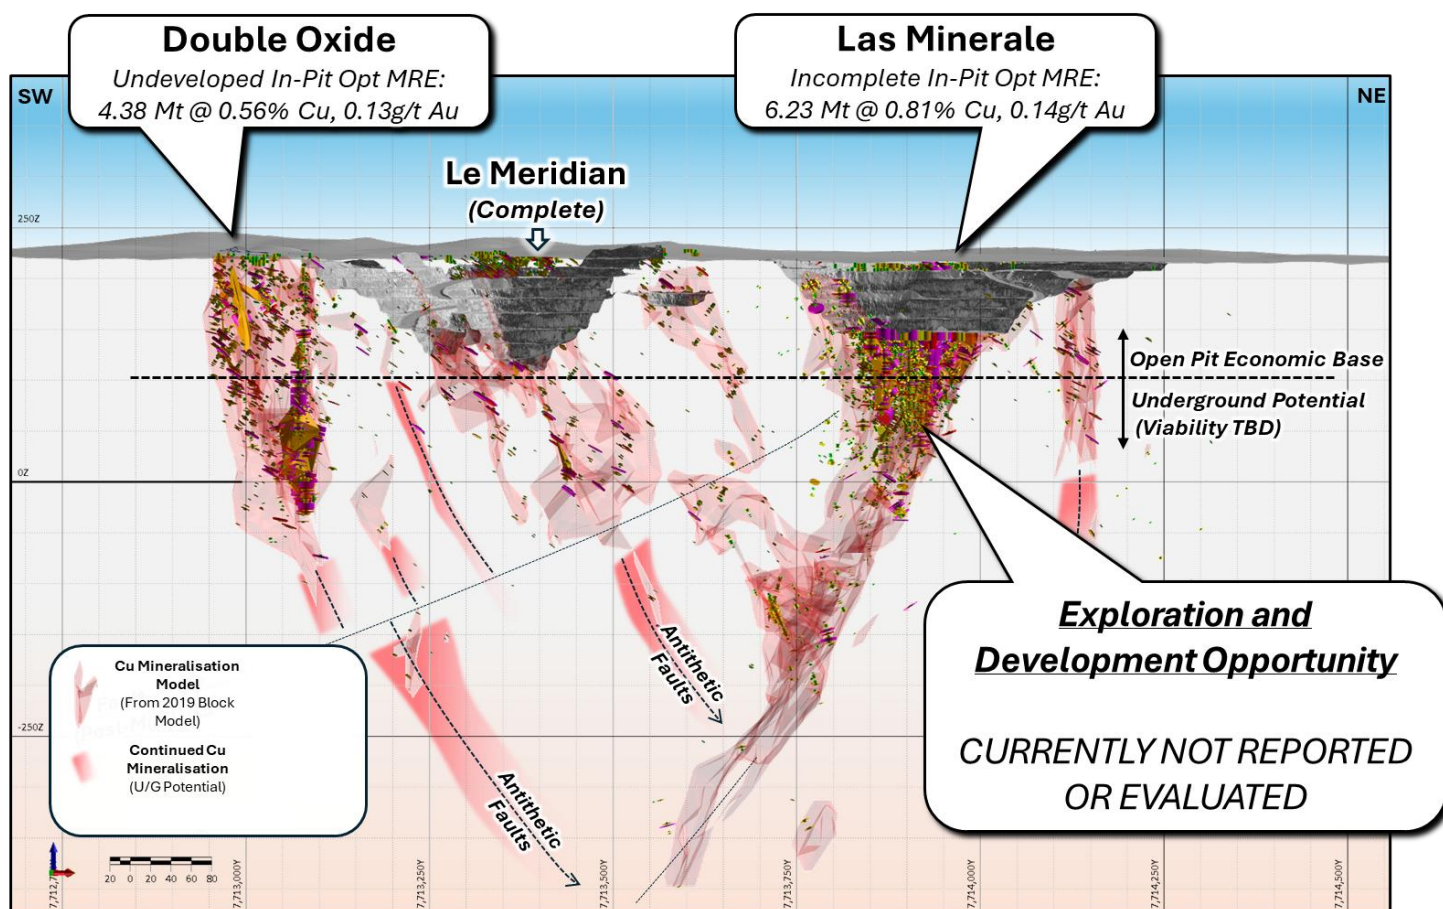 Double Oxide
Undeveloped In-Pit Opt MRE:
4.38 Mt @ 0.56% Cu, 0.13g/t Au
Las Minerale
Incomplete In-Pit Opt MRE:
6.23 Mt @ 0.81% Cu, 0.14g/t Au
SW
NE
Le Meridian
(Complete)
250Z
Open Pit Economic Base
Underground Potential
(Viability TBD)
0Z
Antithetic
Faults
Exploration and
Development Opportunity
CURRENTLY NOT REPORTED
OR EVALUATED
Cu Mineralisation
Model
(From 2019 Block
Model)
Continued Cu
Mineralisation
(U/G Potential)
-250Z
Antithetic
Faults
20 0 20 40 60 80
7,713,000Y
7,713,250Y
7,713,500Y
7,713,750Y
7,714,000Y
7,714,250Y
7,714,500Y